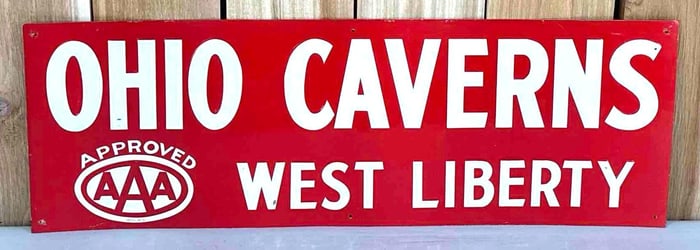 OHIO CAVERNS
APPROVED
AAA
WEST LIBERTY